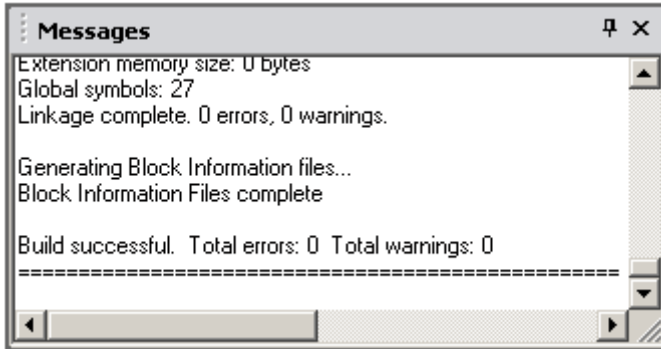 Messages
Extension memory size: 0 bytes
Global symbols: 27
Linkage complete. 0 errors, 0 warnings.
Generating Block Information files...
Block Information Files complete
Build successful.  Total errors: 0  Total warnings: 0
==================================================